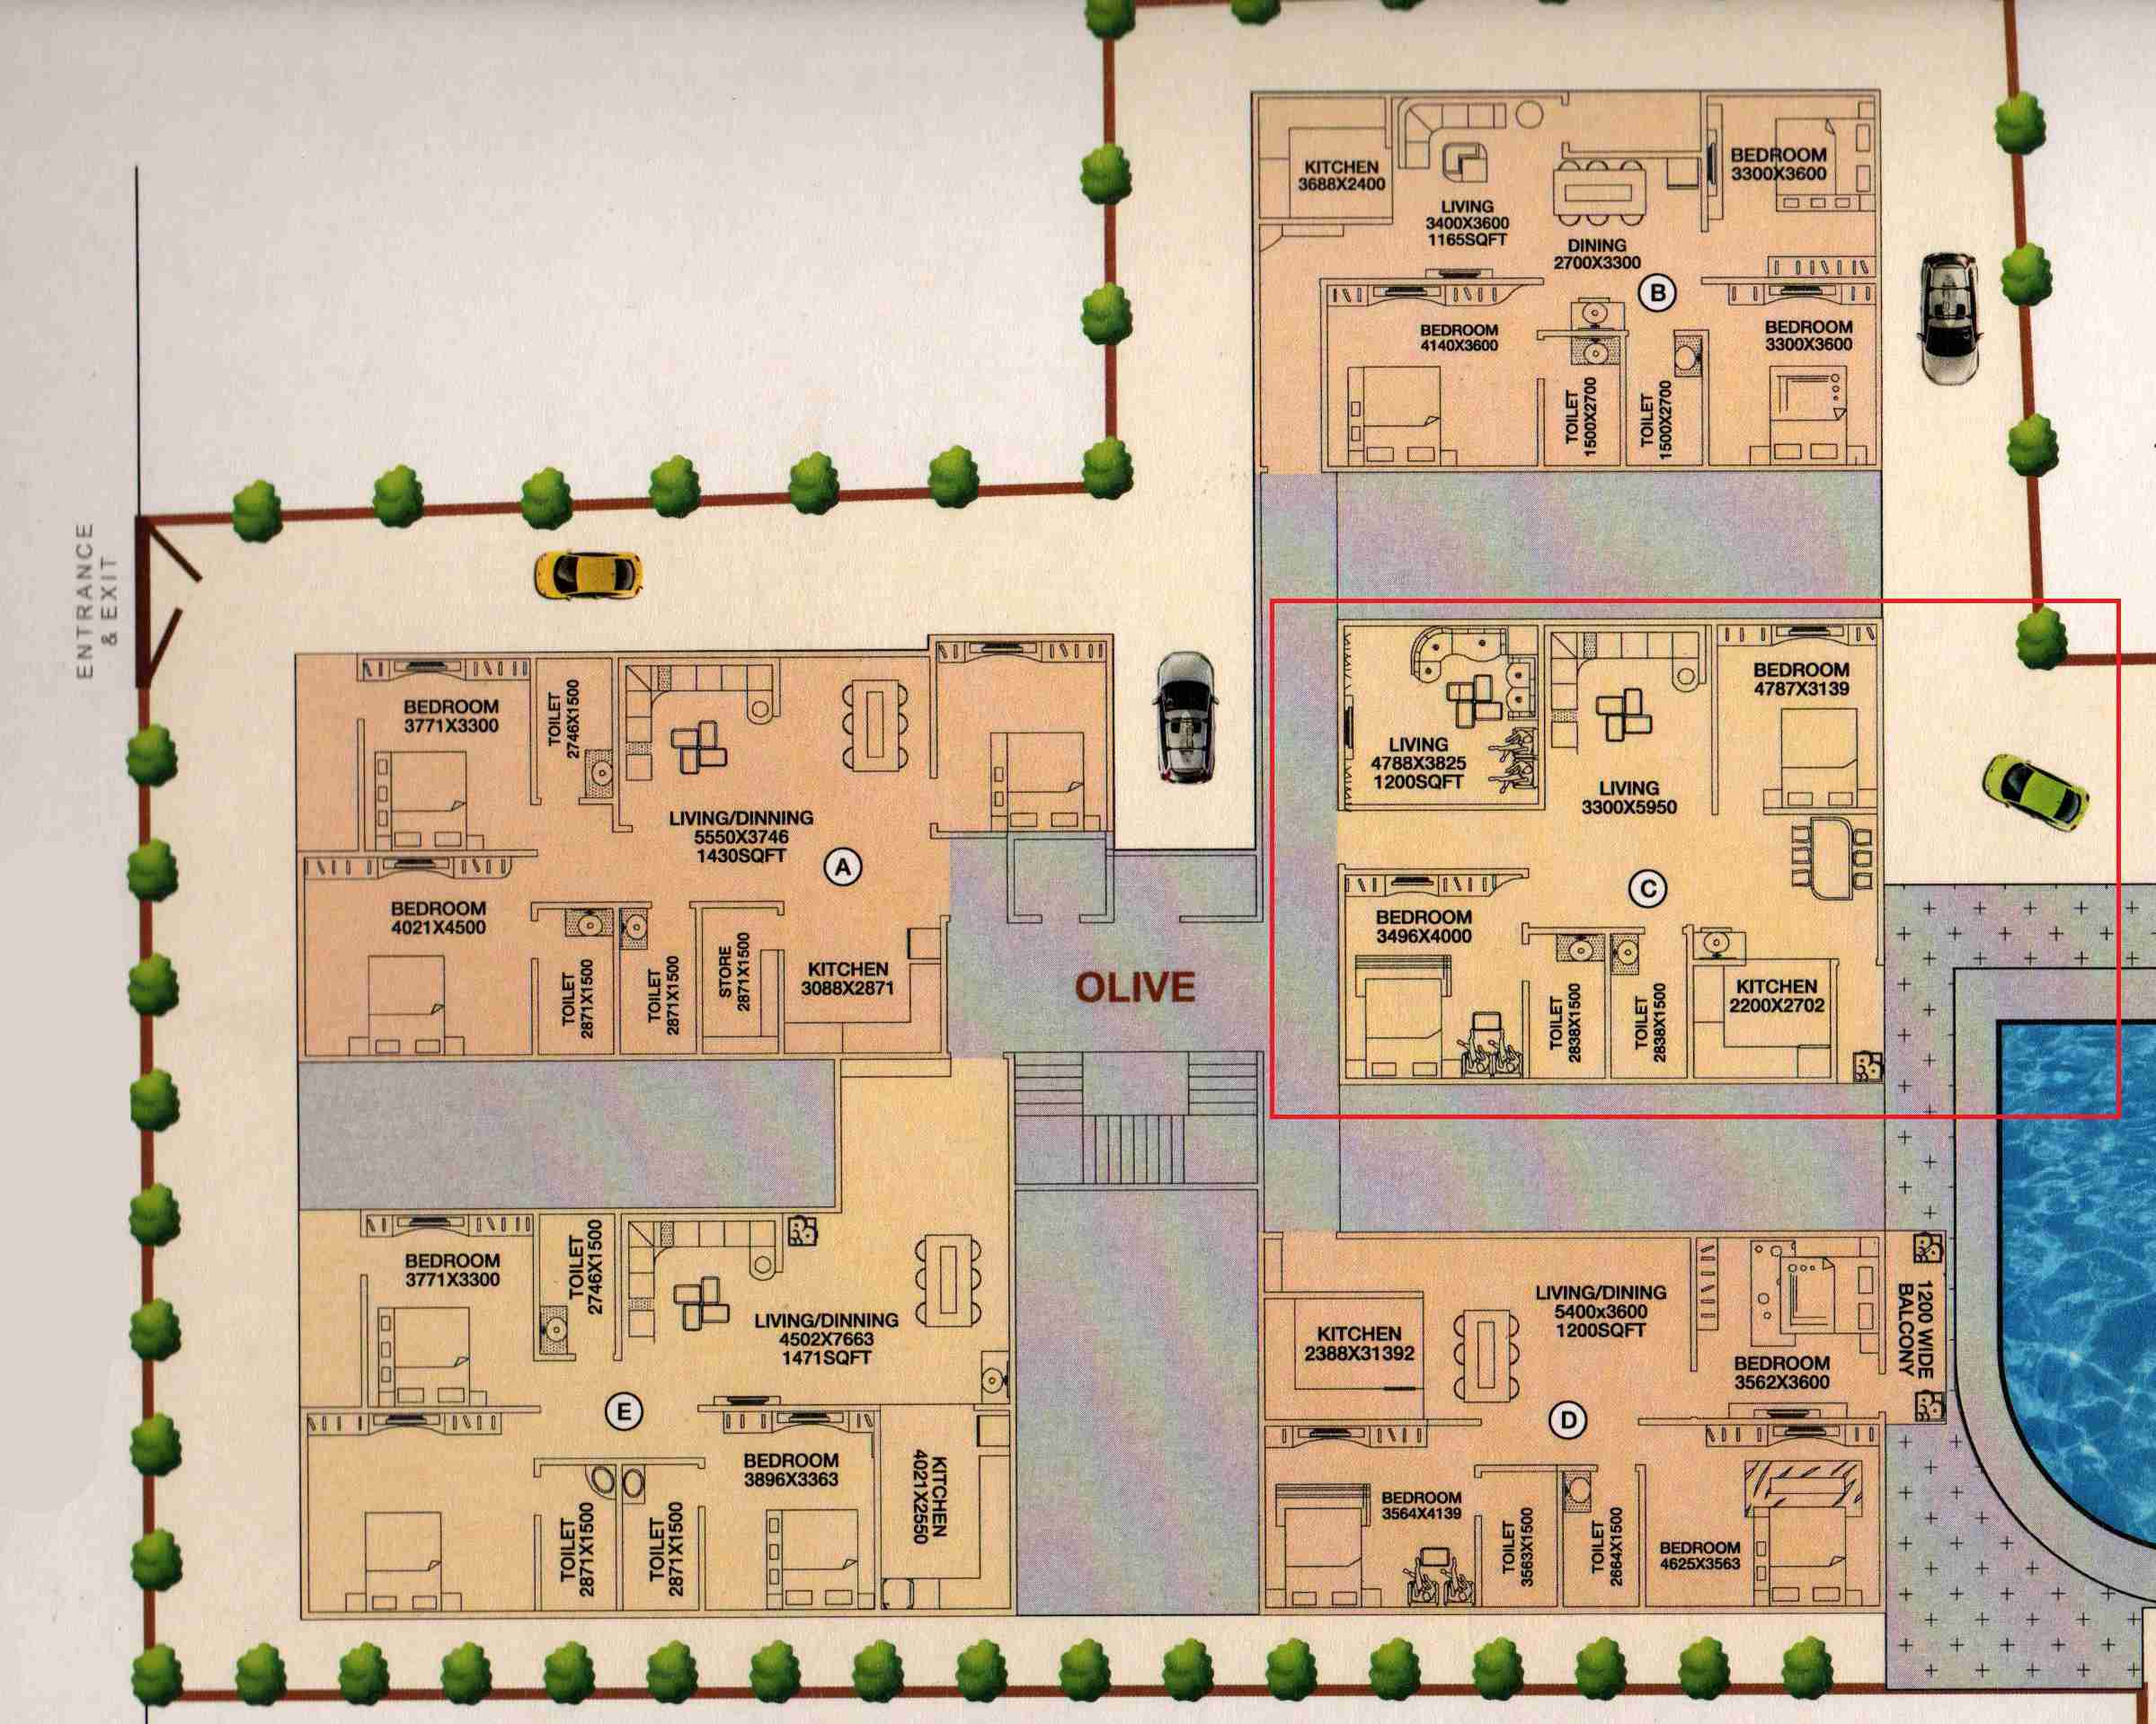 ENTRANCE
& EXIT
KITCHEN
3688X2400
LIVING
3400X3600
1165SQFT
DINING
2700X3300
BEDROOM
3300X3600
B
BEDROOM
4140X3600
TOILET
1500X2700
TOILET
1500X2700
BEDROOM
3300X3600
BEDROOM
3771X3300
TOILET
2746X1500
LIVING/DINNING
5550X3746
1430SQFT
A
BEDROOM
4021X4500
TOILET
2871X1500
TOILET
2871X1500
STORE
2871X1500
KITCHEN
3088X2871
OLIVE
LIVING
4788X3825
1200SQFT
LIVING
3300X5950
BEDROOM
4787X3139
C
BEDROOM
3496X4000
TOILET
2838X1500
TOILET
2838X1500
KITCHEN
2200X2702
BEDROOM
3771X3300
TOILET
2746X1500
LIVING/DINNING
4502X7663
1471SQFT
E
BEDROOM
3896X3363
TOILET
2871X1500
TOILET
2871X1500
KITCHEN
4021X2550
KITCHEN
2388X31392
LIVING/DINING
5400x3600
1200SQFT
BEDROOM
3562X3600
1200 WIDE
BALCONY
D
BEDROOM
3564X4139
TOILET
3563X1500
TOILET
2664X1500
BEDROOM
4625X3563